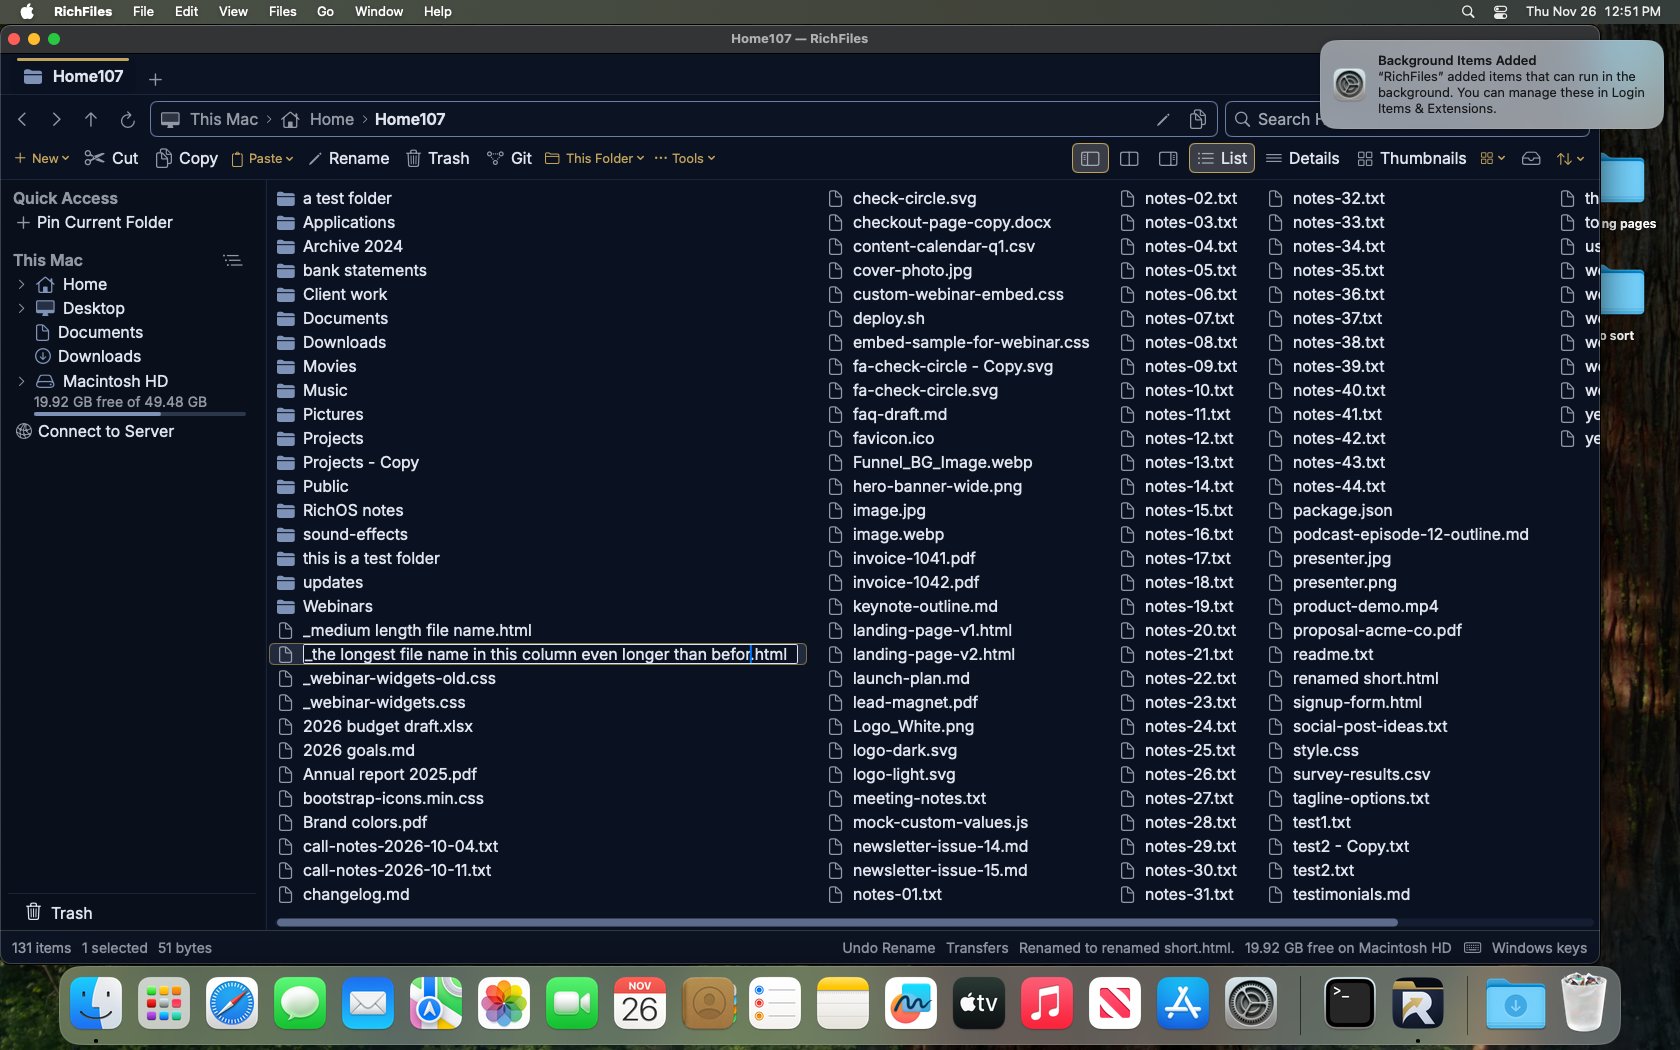 RichFiles File Edit View Files Go Window Help
Thu Nov 26 12:51 PM
Home107 — RichFiles
Background Items Added
"RichFiles" added items that can run in the
background. You can manage these in Login
Items & Extensions.
Home107
This Mac Home Home107
Search
New Cut Copy Paste Rename Trash Git This Folder Tools
List Details Thumbnails
Quick Access
Pin Current Folder
This Mac
Home
Desktop
Documents
Downloads
Macintosh HD
19.92 GB free of 49.48 GB
Connect to Server
Trash
a test folder
Applications
Archive 2024
bank statements
Client work
Documents
Downloads
Movies
Music
Pictures
Projects
Projects - Copy
Public
RichOS notes
sound-effects
this is a test folder
updates
Webinars
_medium length file name.html
_the longest file name in this column even longer than befor.html
_webinar-widgets-old.css
_webinar-widgets.css
2026 budget draft.xlsx
2026 goals.md
Annual report 2025.pdf
bootstrap-icons.min.css
Brand colors.pdf
call-notes-2026-10-04.txt
call-notes-2026-10-11.txt
changelog.md
check-circle.svg
checkout-page-copy.docx
content-calendar-q1.csv
cover-photo.jpg
custom-webinar-embed.css
deploy.sh
embed-sample-for-webinar.css
fa-check-circle - Copy.svg
fa-check-circle.svg
faq-draft.md
favicon.ico
Funnel_BG_Image.webp
hero-banner-wide.png
image.jpg
image.webp
invoice-1041.pdf
invoice-1042.pdf
keynote-outline.md
landing-page-v1.html
landing-page-v2.html
launch-plan.md
lead-magnet.pdf
Logo_White.png
logo-dark.svg
logo-light.svg
meeting-notes.txt
mock-custom-values.js
newsletter-issue-14.md
newsletter-issue-15.md
notes-01.txt
notes-02.txt
notes-03.txt
notes-04.txt
notes-05.txt
notes-06.txt
notes-07.txt
notes-08.txt
notes-09.txt
notes-10.txt
notes-11.txt
notes-12.txt
notes-13.txt
notes-14.txt
notes-15.txt
notes-16.txt
notes-17.txt
notes-18.txt
notes-19.txt
notes-20.txt
notes-21.txt
notes-22.txt
notes-23.txt
notes-24.txt
notes-25.txt
notes-26.txt
notes-27.txt
notes-28.txt
notes-29.txt
notes-30.txt
notes-31.txt
notes-32.txt
notes-33.txt
notes-34.txt
notes-35.txt
notes-36.txt
notes-37.txt
notes-38.txt
notes-39.txt
notes-40.txt
notes-41.txt
notes-42.txt
notes-43.txt
notes-44.txt
package.json
podcast-episode-12-outline.md
presenter.jpg
presenter.png
product-demo.mp4
proposal-acme-co.pdf
readme.txt
renamed short.html
signup-form.html
social-post-ideas.txt
style.css
survey-results.csv
tagline-options.txt
test1.txt
test2 - Copy.txt
test2.txt
testimonials.md
th
to
us
ye
ye
ng pages
sort
131 items 1 selected 51 bytes
Undo Rename Transfers Renamed to renamed short.html. 19.92 GB free on Macintosh HD Windows keys
NOV
26
tv
>_